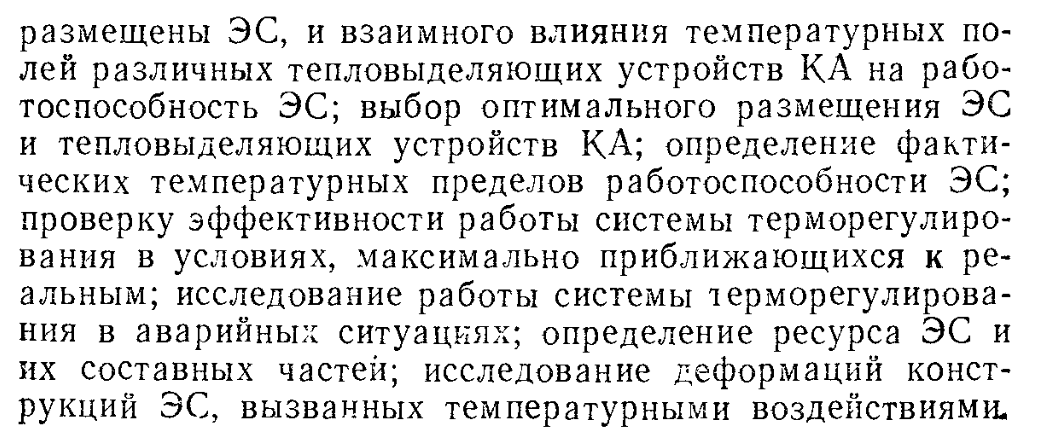 размещены ЭС, и взаимного влияния температурных по-
лей различных тепловыделяющих устройств КА на рабо-
тоспособность ЭС; выбор оптимального размещения ЭС
и тепловыделяющих устройств КА; определение факти-
ческих температурных пределов работоспособности ЭС;
проверку эффективности работы системы терморегулиро-
вания в условиях, максимально приближающихся к ре-
альным; исследование работы системы терморегулирова-
ния в аварийных ситуациях; определение ресурса ЭС и
их составных частей; исследование деформаций конст-
рукций ЭС, вызванных температурными воздействиями.